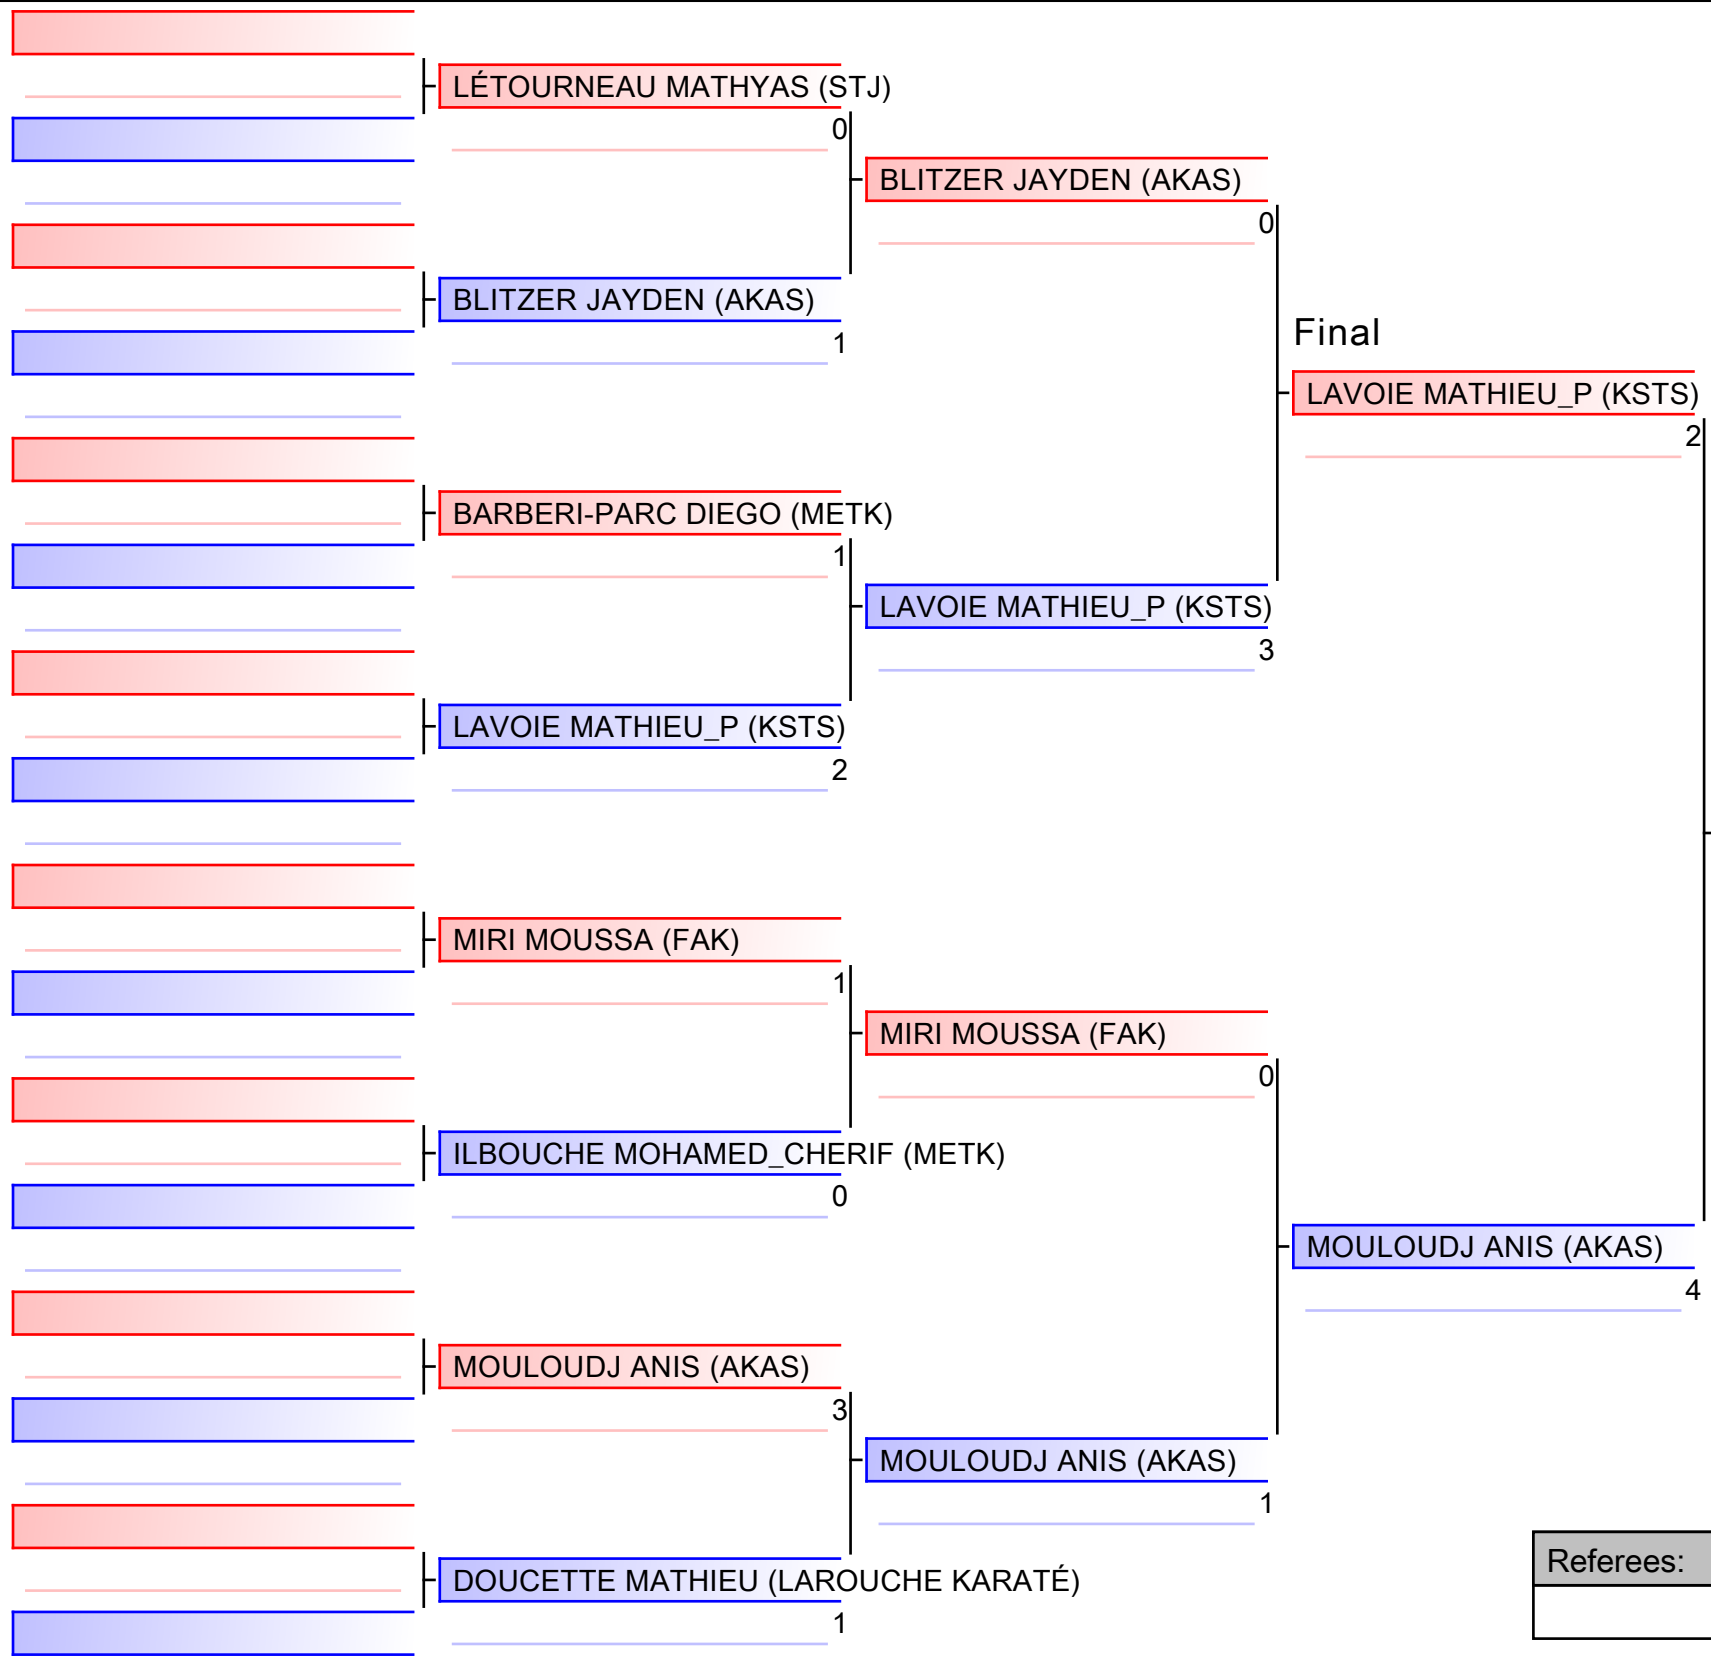 LÉTOURNEAU MATHYAS (STJ)
0
BLITZER JAYDEN (AKAS)
0
BLITZER JAYDEN (AKAS)
1
Final
LAVOIE MATHIEU_P (KSTS)
2
BARBERI-PARC DIEGO (METK)
1
LAVOIE MATHIEU_P (KSTS)
3
LAVOIE MATHIEU_P (KSTS)
2
MIRI MOUSSA (FAK)
1
MIRI MOUSSA (FAK)
0
ILBOUCHE MOHAMED_CHERIF (METK)
0
MOULOUDJ ANIS (AKAS)
4
MOULOUDJ ANIS (AKAS)
3
MOULOUDJ ANIS (AKAS)
1
DOUCETTE MATHIEU (LAROUCHE KARATÉ)
1
Referees: